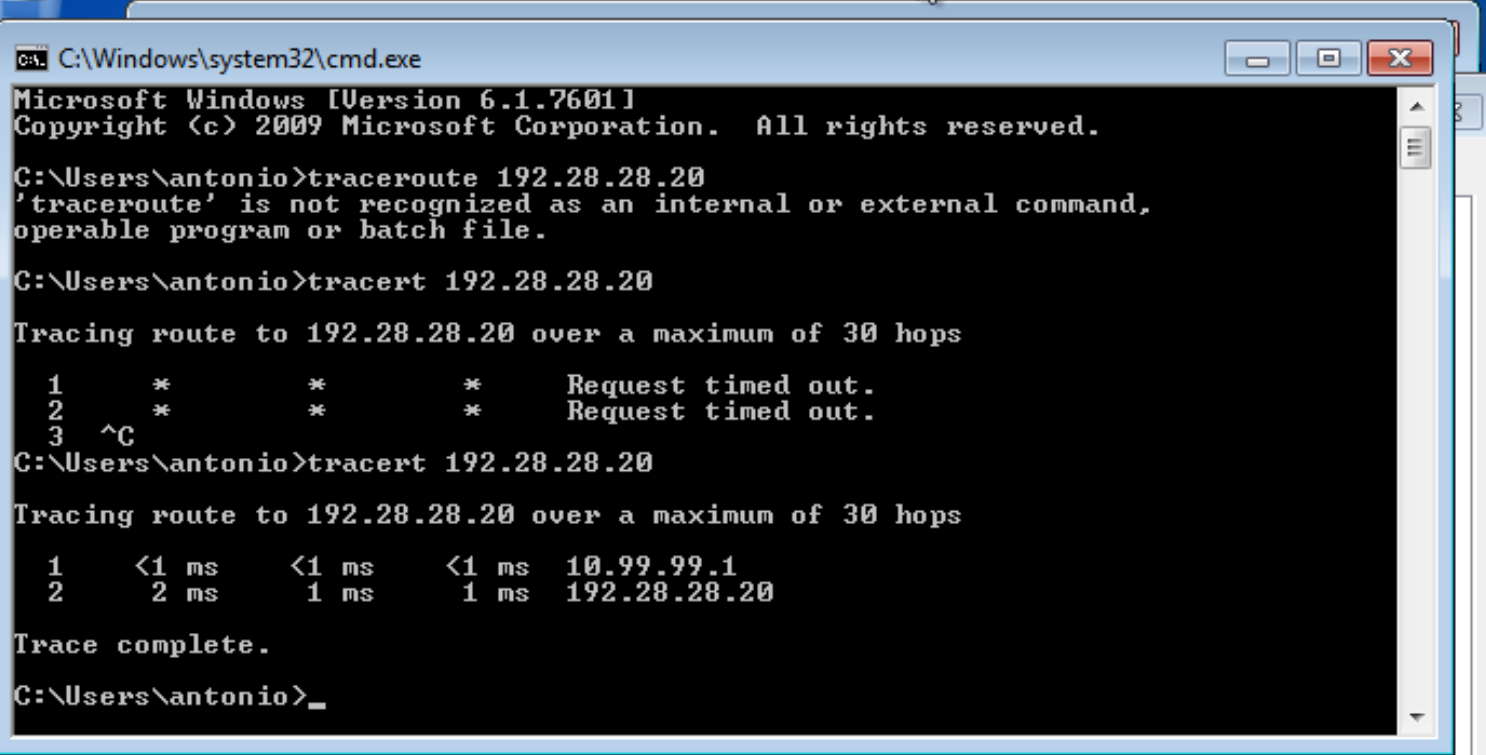 C:\Windows\system32\cmd.exe
Microsoft Windows [Version 6.1.7601]
Copyright (c) 2009 Microsoft Corporation.  All rights reserved.
C:\Users\antonio>traceroute 192.28.28.20
'traceroute' is not recognized as an internal or external command,
operable program or batch file.
C:\Users\antonio>tracert 192.28.28.20
Tracing route to 192.28.28.20 over a maximum of 30 hops
1     *        *        *     Request timed out.
2     *        *        *     Request timed out.
3  ^C
C:\Users\antonio>tracert 192.28.28.20
Tracing route to 192.28.28.20 over a maximum of 30 hops
1    <1 ms    <1 ms    <1 ms  10.99.99.1
2     2 ms     1 ms     1 ms  192.28.28.20
Trace complete.
C:\Users\antonio>_